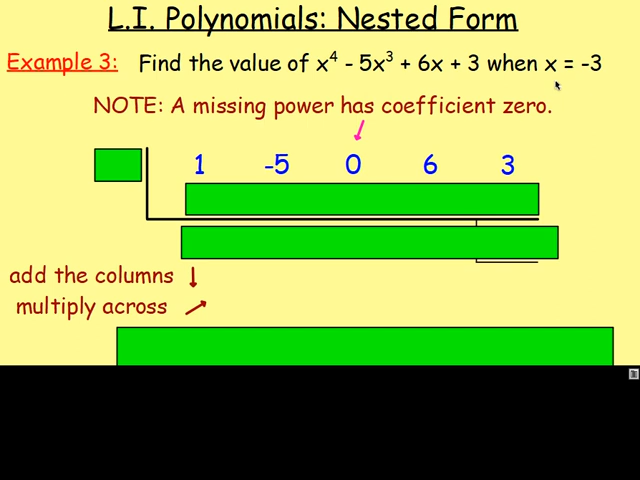 L.I. Polynomials: Nested Form
Example 3: Find the value of x⁴ - 5x³ + 6x + 3 when x = -3
NOTE: A missing power has coefficient zero.
1 -5 0 6 3
add the columns
multiply across